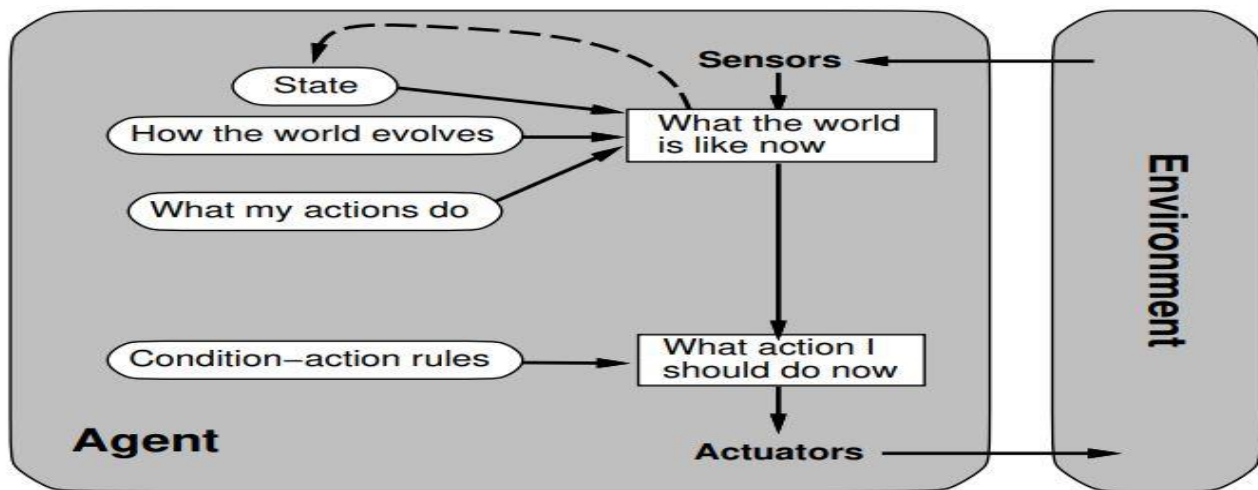 Sensors
State
What the world
is like now
How the world evolves
What my actions do
Environment
Condition–action rules
What action I
should do now
Agent
Actuators